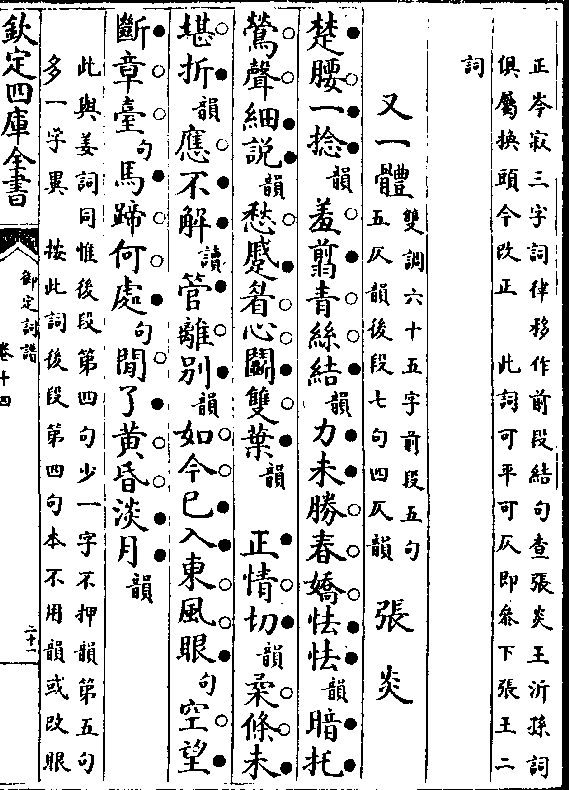 正岑寂三字詞律移作前段結句查張炎王沂孫詞
俱屬換頭今改正　此詞可平可仄即叅下張王二
詞
又一體
雙調六十五字前段五句
五仄韻後段七句四仄韻
張炎
楚腰一捻韻羞翦青絲結韻力未勝春嬌怯怯韻暗托
鶯聲細說韻愁蹙眉心鬭雙葉韻　正情切韻柔條未
堪折韻應不解讀管離別韻如今已入東風眼句空望
斷章臺句馬蹄何處句閒了黄昏淡月韻
此與姜詞同惟後段第四句少一字不押韻第五句
多一字異　按此詞後段第四句本不用韻或改眼
欽定四庫全書
御定詞譜
卷十四
二十一